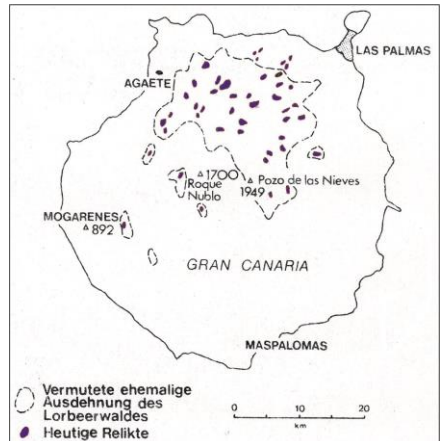 LAS PALMAS
AGAETE
△ 1700
Roque
Nublo
△ Pozo de las Nieves
1949
MOGARENES
△ 892
GRAN CANARIA
MASPALOMAS
Vermutete ehemalige
Ausdehnung des
Lorbeerwaldes
Heutige Relikte
0 10 20
km